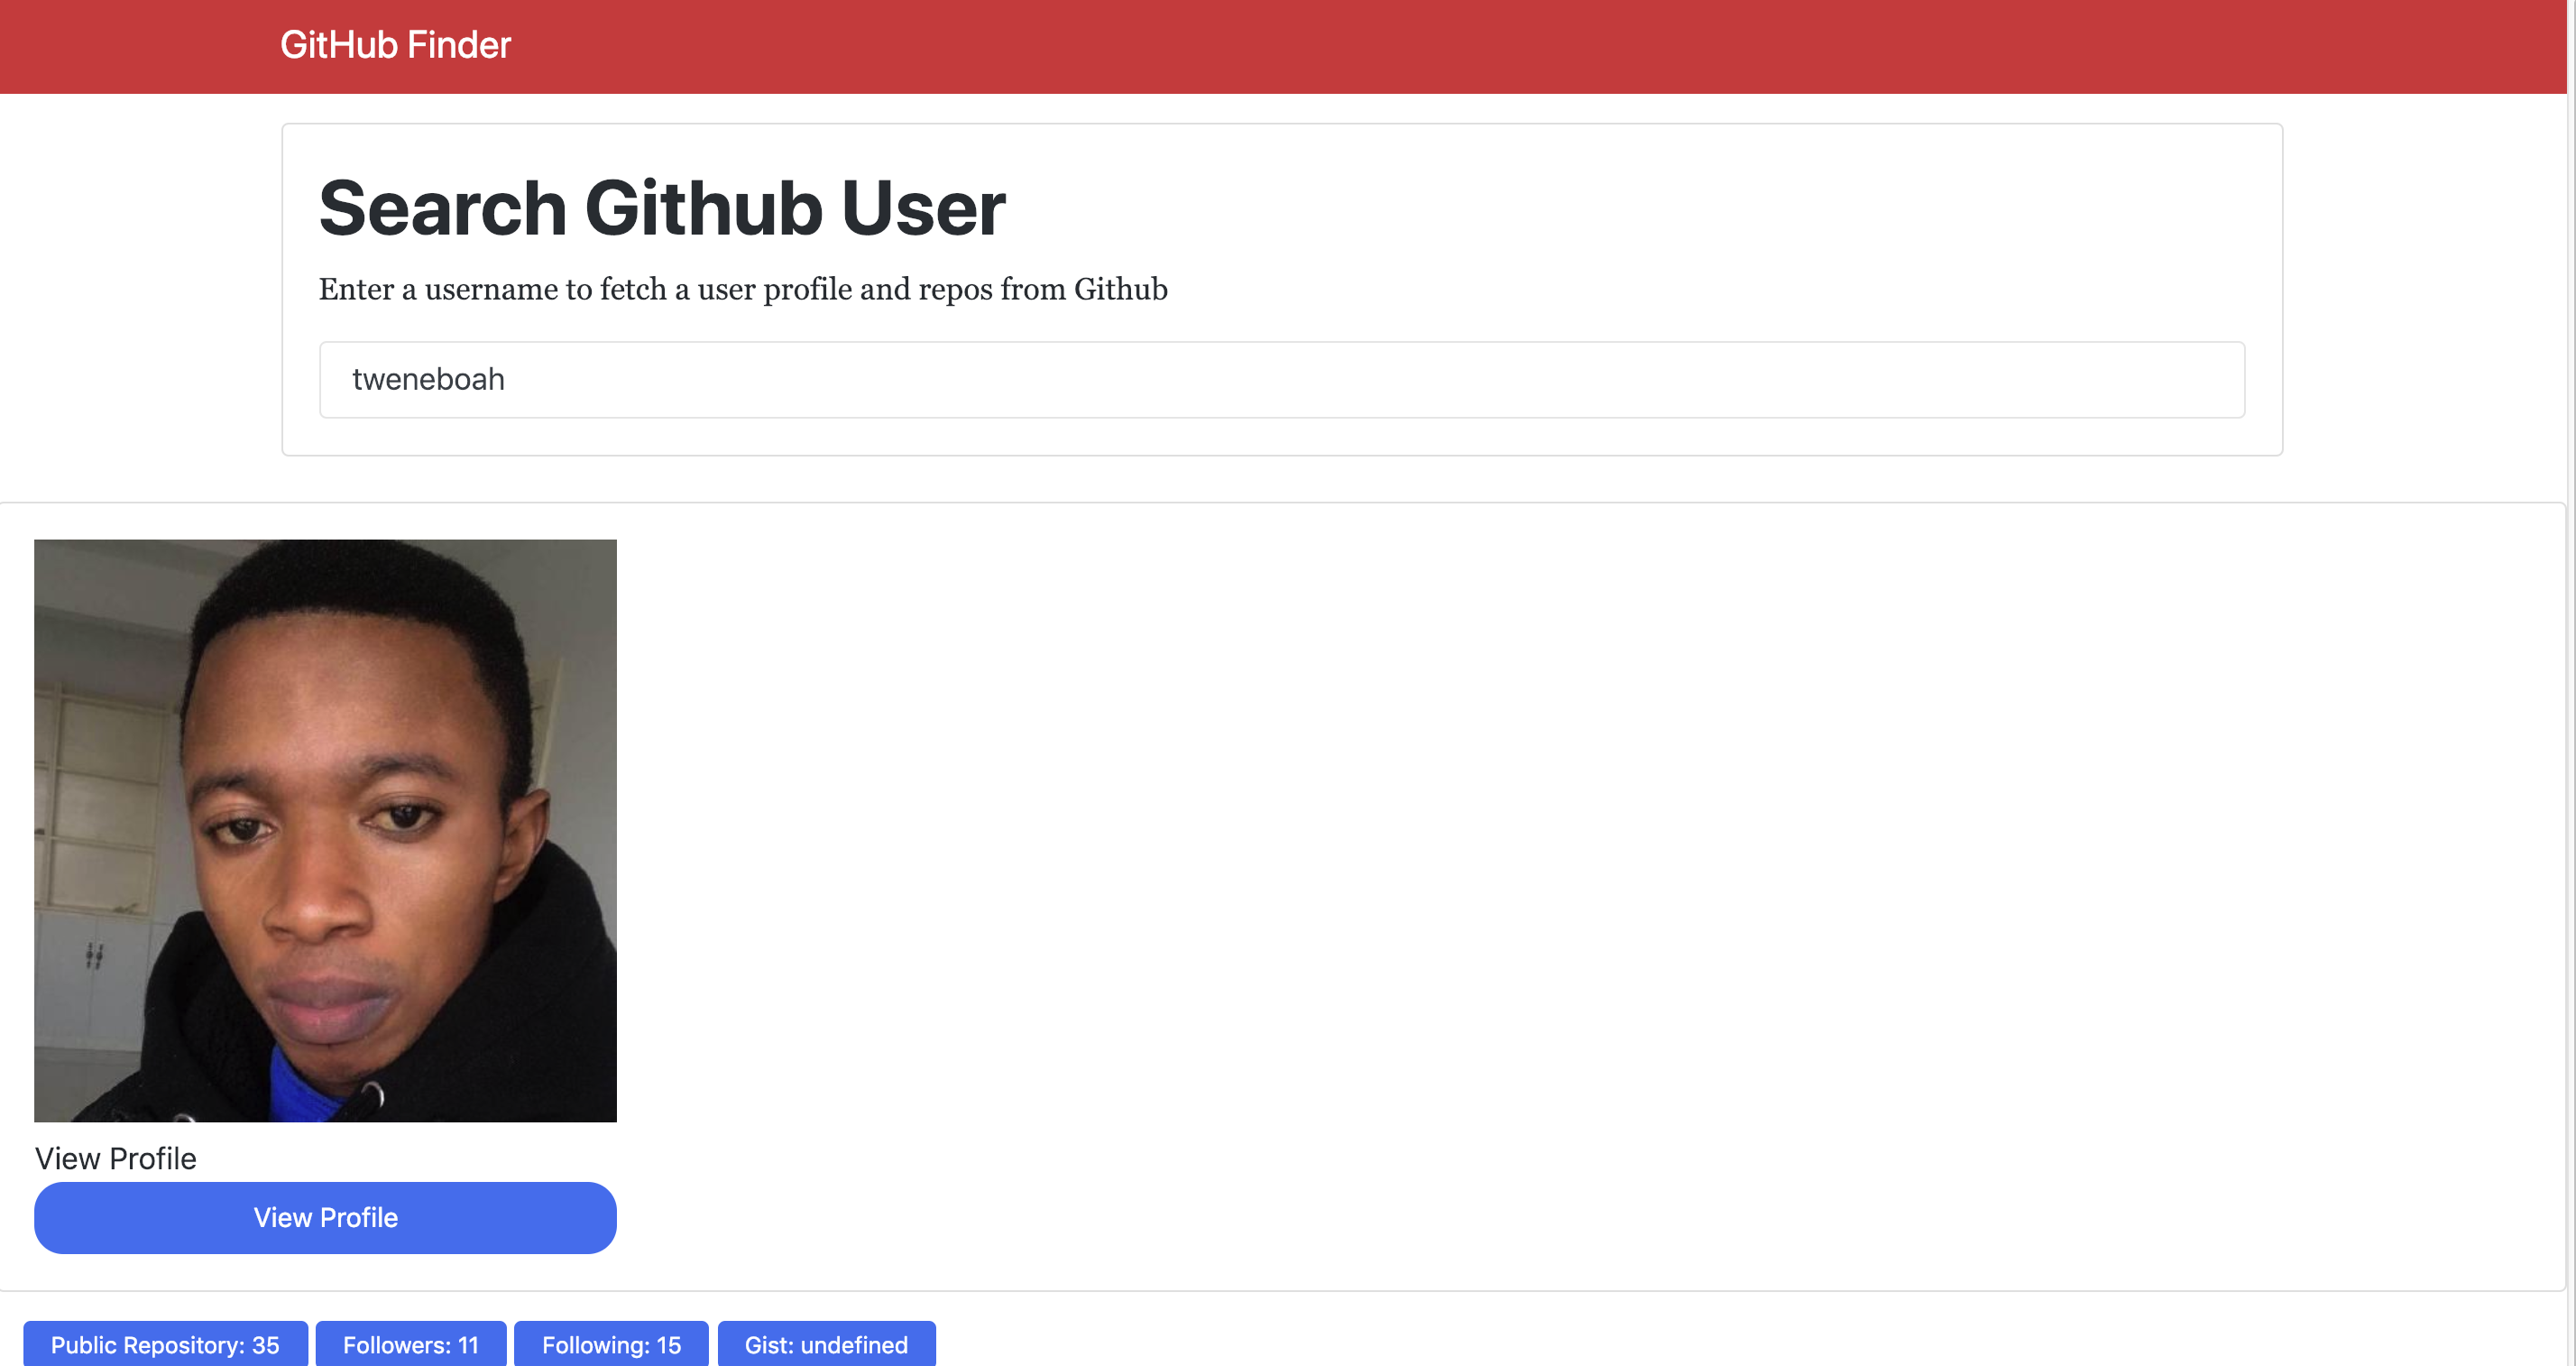 GitHub Finder
Search Github User
Enter a username to fetch a user profile and repos from Github
tweneboah
View Profile
View Profile
Public Repository: 35 Followers: 11 Following: 15 Gist: undefined